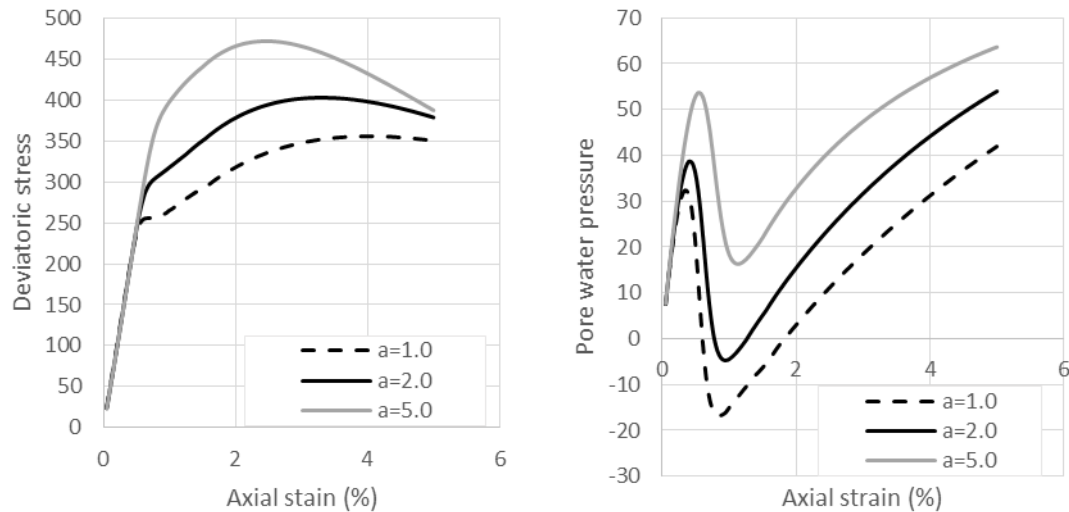 Deviatoric stress
500
450
400
350
300
250
200
150
100
50
0
0 2 4 6
Axial stain (%)
a=1.0
a=2.0
a=5.0
Pore water pressure
70
60
50
40
30
20
10
0
-10
-20
-30
0 2 4 6
Axial strain (%)
a=1.0
a=2.0
a=5.0